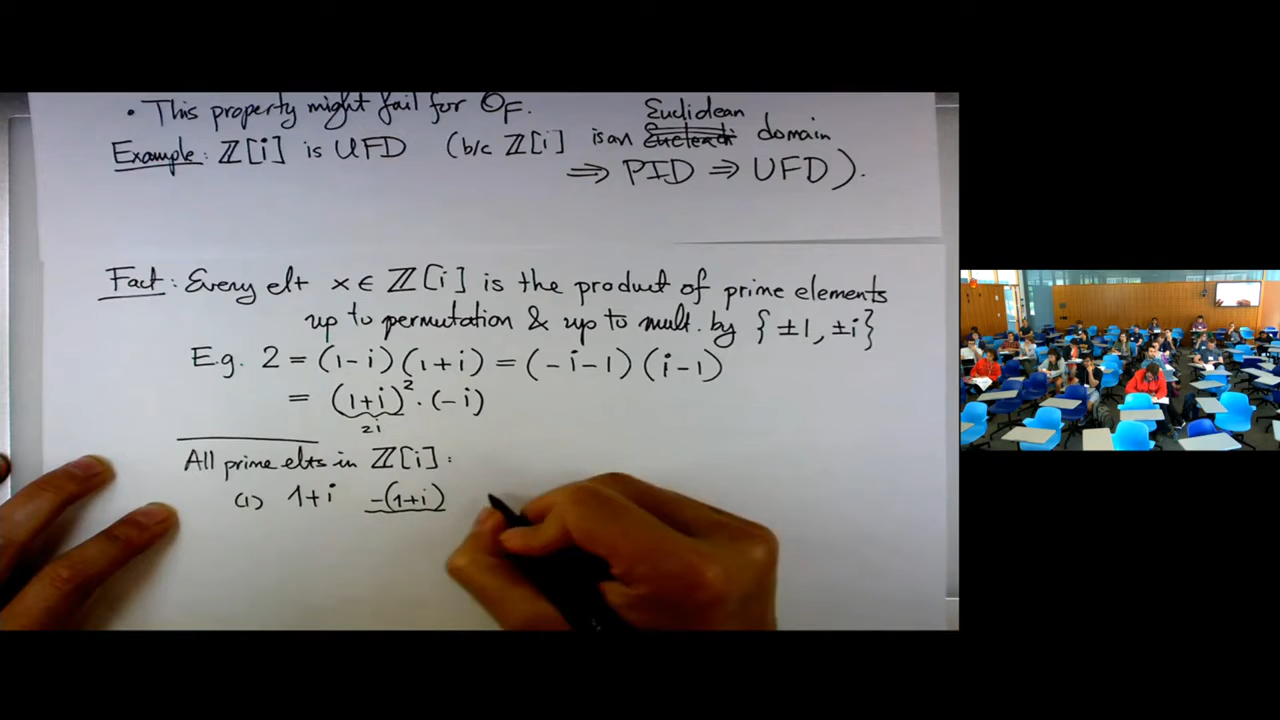 • This property might fail for O_F.
Example: ℤ[i] is UFD (b/c ℤ[i] is an Euclidean domain
⇒ PID ⇒ UFD).
Fact: Every elt x ∈ ℤ[i] is the product of prime elements
up to permutation & up to mult. by {±1, ±i}
E.g. 2 = (1-i)(1+i) = (-i-1)(i-1)
= (1+i)²·(-i)
2i
All prime elts in ℤ[i]:
(1) 1+i -(1+i)